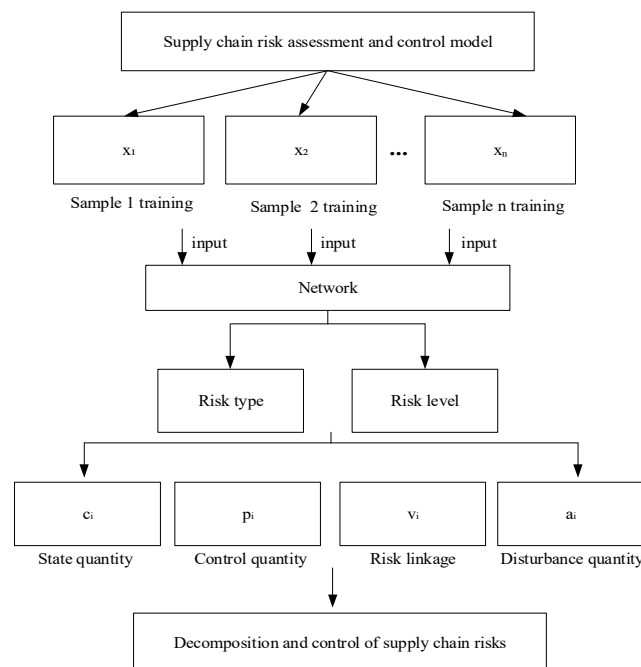 Supply chain risk assessment and control model
x₁ x₂ ... xₙ
Sample 1 training Sample 2 training Sample n training
input input input
Network
Risk type Risk level
cᵢ pᵢ vᵢ aᵢ
State quantity Control quantity Risk linkage Disturbance quantity
Decomposition and control of supply chain risks